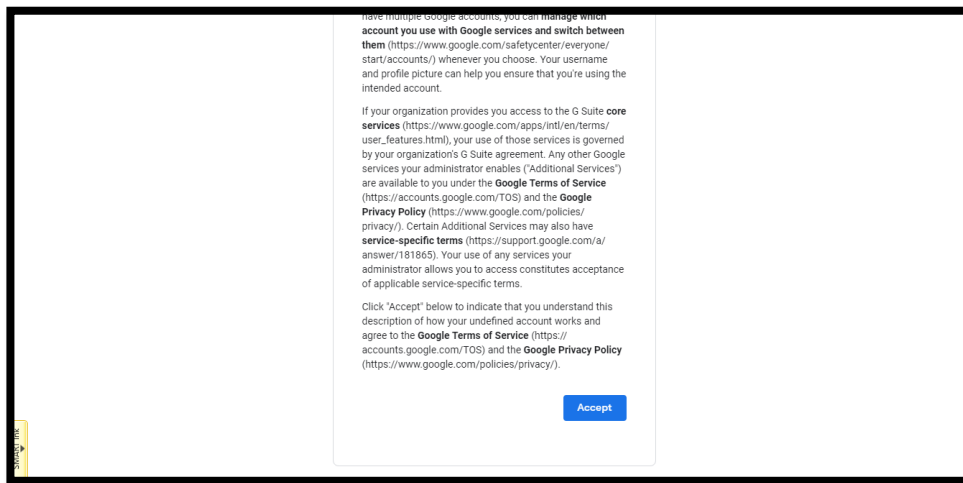 have multiple Google accounts, you can manage which
account you use with Google services and switch between
them (https://www.google.com/safetycenter/everyone/
start/accounts/) whenever you choose. Your username
and profile picture can help you ensure that you're using the
intended account.
If your organization provides you access to the G Suite core
services (https://www.google.com/apps/intl/en/terms/
user_features.html), your use of those services is governed
by your organization's G Suite agreement. Any other Google
services your administrator enables ("Additional Services")
are available to you under the Google Terms of Service
(https://accounts.google.com/TOS) and the Google
Privacy Policy (https://www.google.com/policies/
privacy/). Certain Additional Services may also have
service-specific terms (https://support.google.com/a/
answer/181865). Your use of any services your
administrator allows you to access constitutes acceptance
of applicable service-specific terms.
Click "Accept" below to indicate that you understand this
description of how your undefined account works and
agree to the Google Terms of Service (https://
accounts.google.com/TOS) and the Google Privacy Policy
(https://www.google.com/policies/privacy/).
Accept
SMART Ink